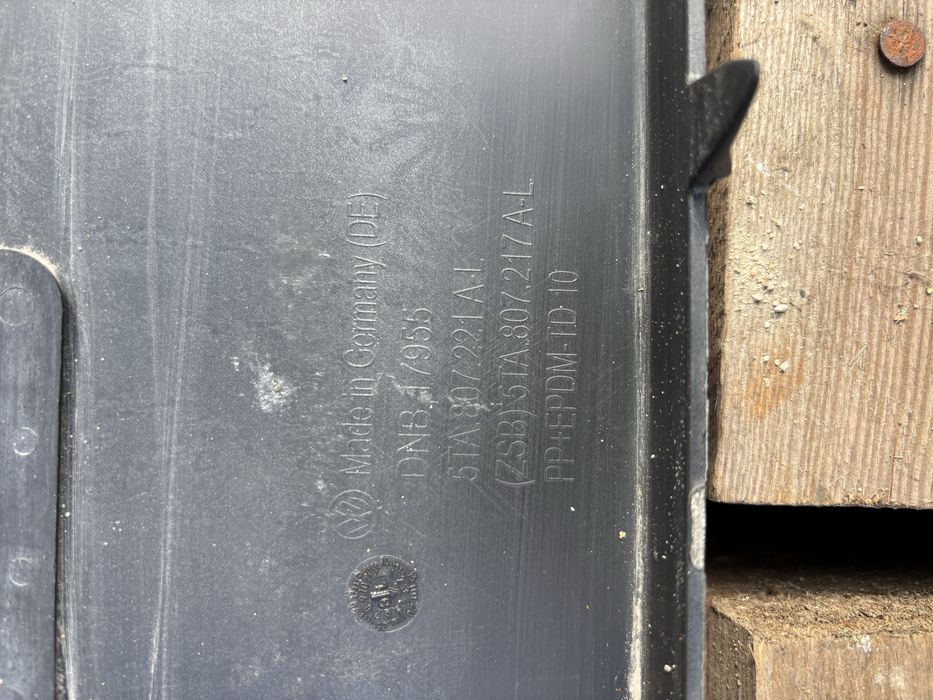 Made in Germany (DE)
DNB.17955
5TA.807.221.A-L
(ZSB) 5TA.807.217 A-L
PP+EPDM-TD 10